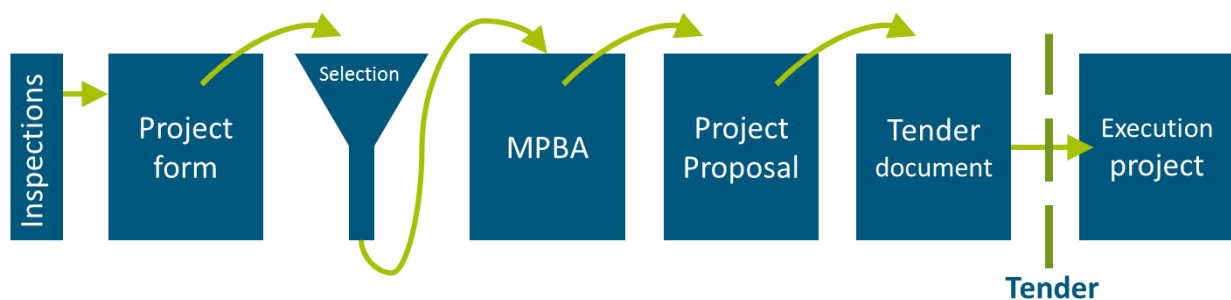 Inspections
Project
form
Selection
MPBA
Project
Proposal
Tender
document
Execution
project
Tender